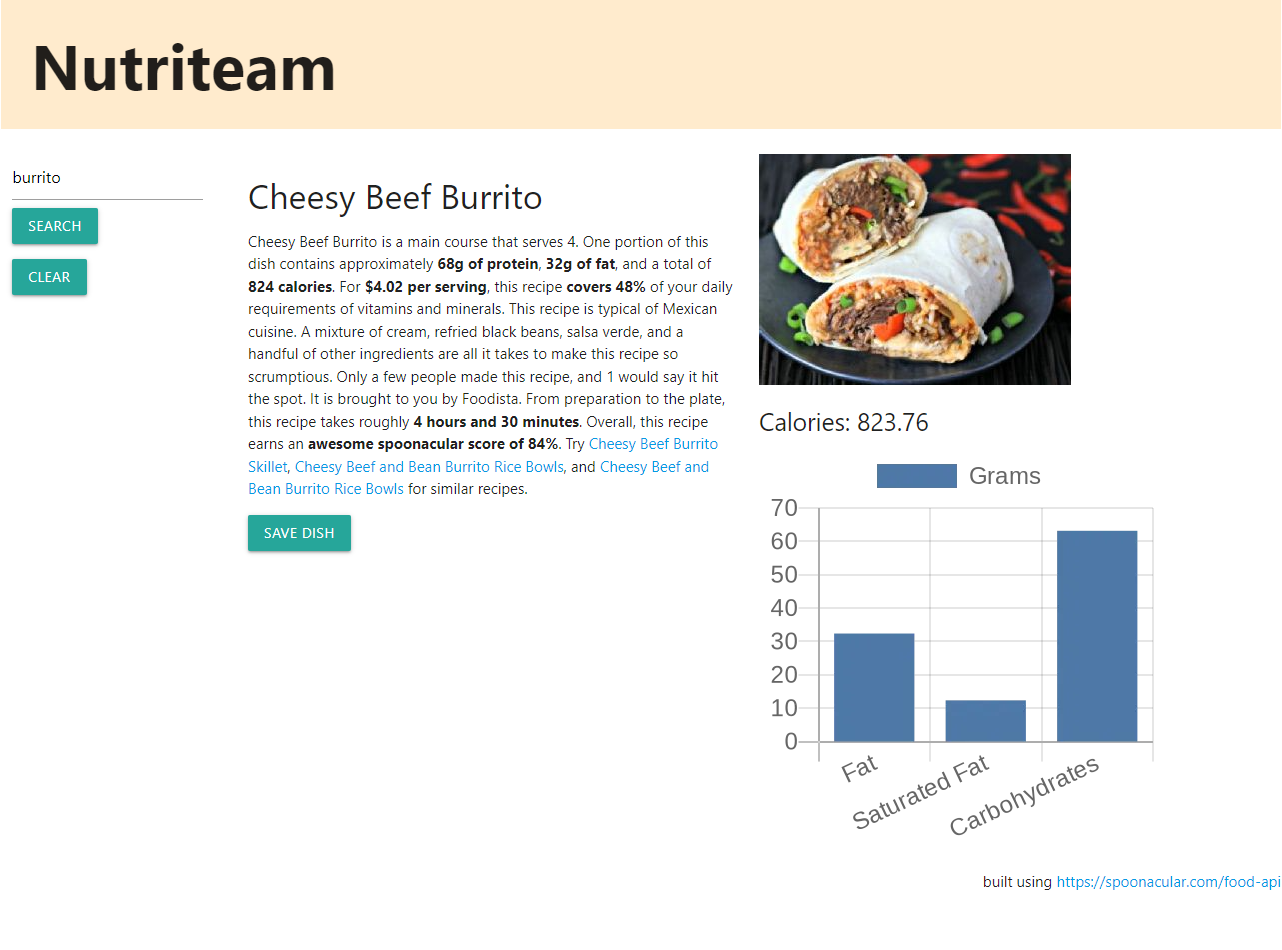 Nutriteam
burrito
SEARCH
CLEAR
Cheesy Beef Burrito
Cheesy Beef Burrito is a main course that serves 4. One portion of this
dish contains approximately 68g of protein, 32g of fat, and a total of
824 calories. For $4.02 per serving, this recipe covers 48% of your daily
requirements of vitamins and minerals. This recipe is typical of Mexican
cuisine. A mixture of cream, refried black beans, salsa verde, and a
handful of other ingredients are all it takes to make this recipe so
scrumptious. Only a few people made this recipe, and 1 would say it hit
the spot. It is brought to you by Foodista. From preparation to the plate,
this recipe takes roughly 4 hours and 30 minutes. Overall, this recipe
earns an awesome spoonacular score of 84%. Try Cheesy Beef Burrito
Skillet, Cheesy Beef and Bean Burrito Rice Bowls, and Cheesy Beef and
Bean Burrito Rice Bowls for similar recipes.
SAVE DISH
Calories: 823.76
Grams
70
60
50
40
30
20
10
0
Fat
Saturated Fat
Carbohydrates
built using https://spoonacular.com/food-api